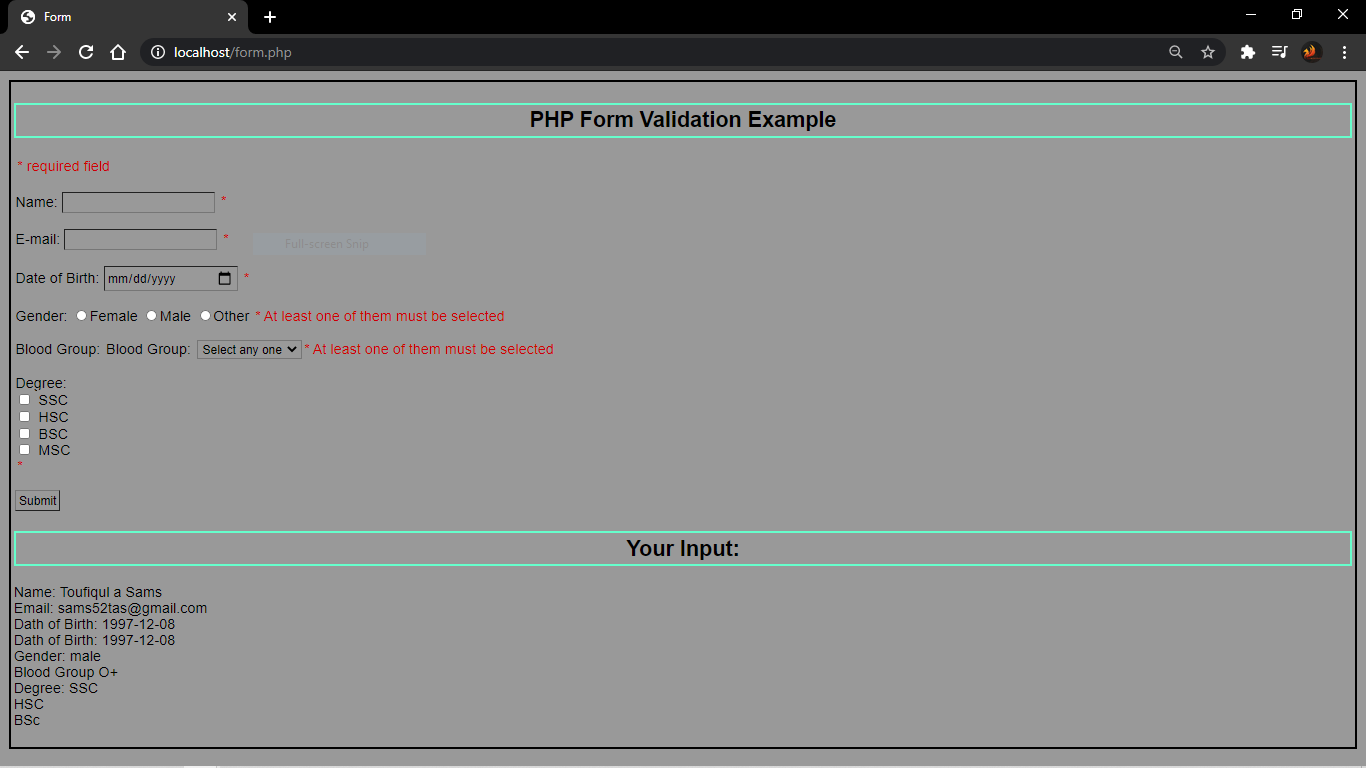 Form
localhost/form.php
PHP Form Validation Example
* required field
Name: *
E-mail: *
Full-screen Snip
Date of Birth: mm/dd/yyyy *
Gender: Female Male Other * At least one of them must be selected
Blood Group: Blood Group: Select any one * At least one of them must be selected
Degree:
SSC
HSC
BSC
MSC
*
Submit
Your Input:
Name: Toufiqul a Sams
Email: sams52tas@gmail.com
Dath of Birth: 1997-12-08
Dath of Birth: 1997-12-08
Gender: male
Blood Group O+
Degree: SSC
HSC
BSc